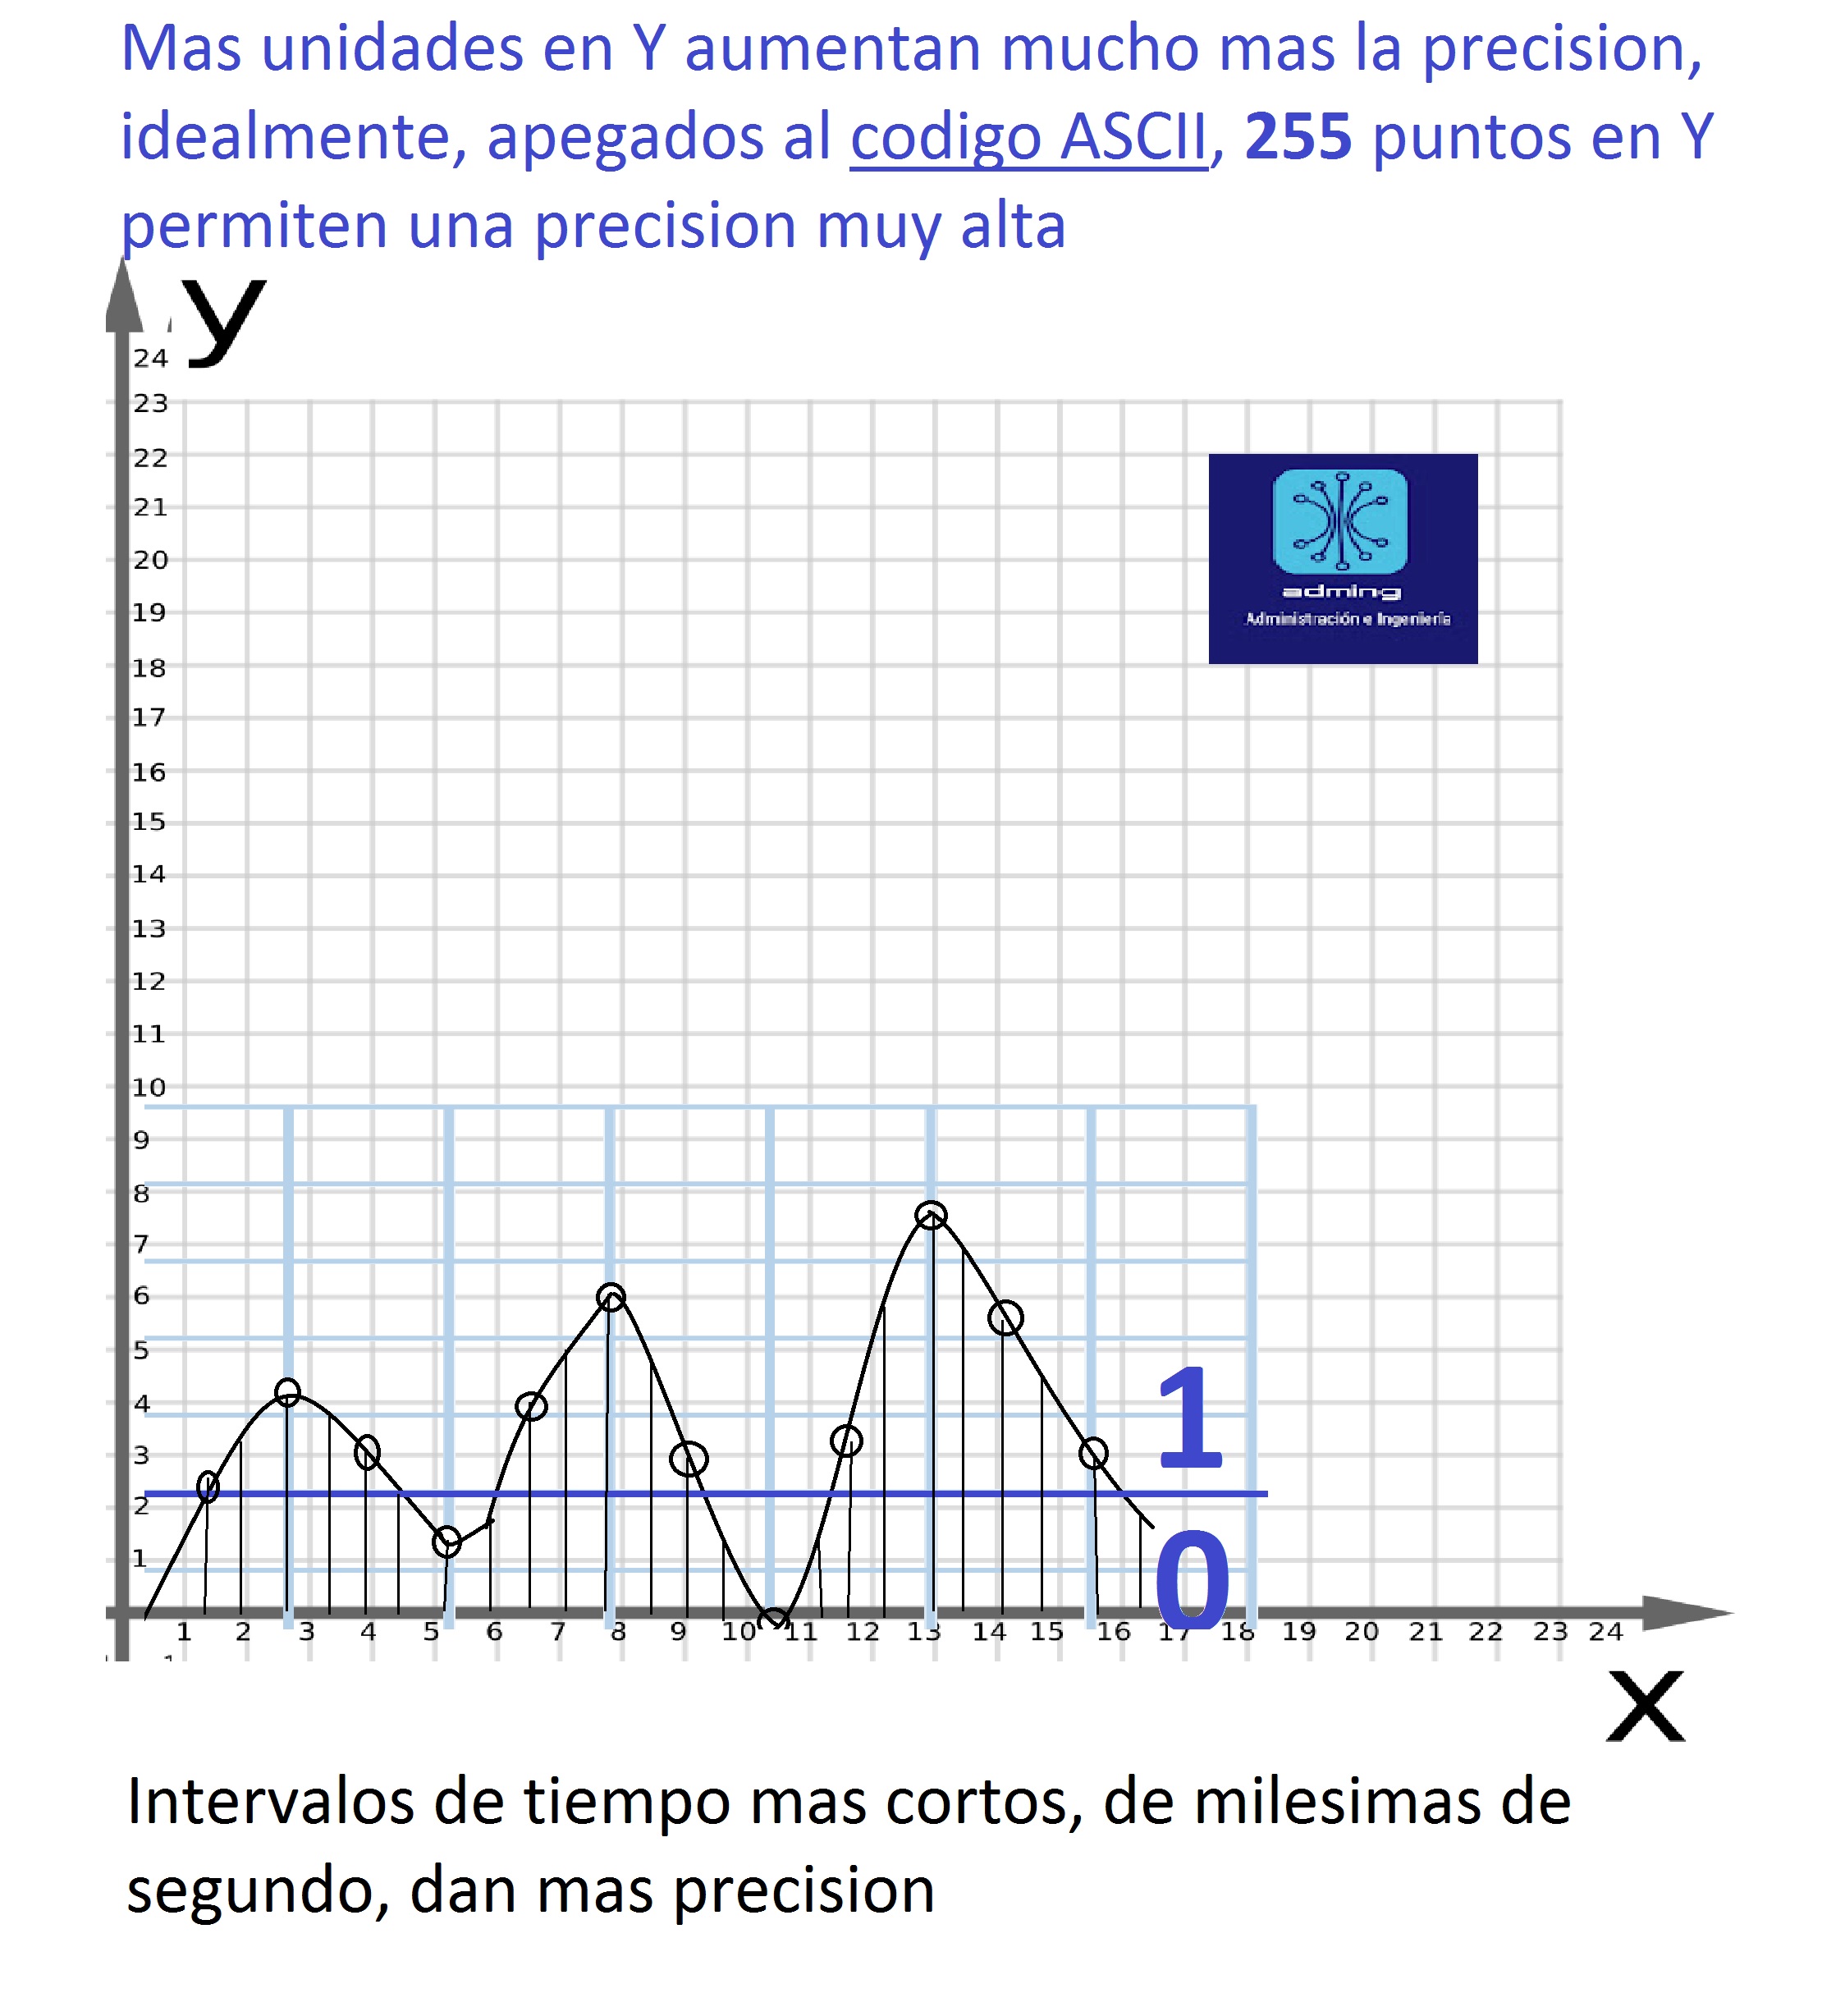 Mas unidades en Y aumentan mucho mas la precision,
idealmente, apegados al codigo ASCII, 255 puntos en Y
permiten una precision muy alta
y
24
23
22
21
20
19
18
17
16
15
14
13
12
11
10
9
8
7
6
5
4
3
2
1
adming
Administración e Ingeniería
1
0
1 2 3 4 5 6 7 8 9 10 11 12 13 14 15 16 17 18 19 20 21 22 23 24
x
Intervalos de tiempo mas cortos, de milesimas de
segundo, dan mas precision